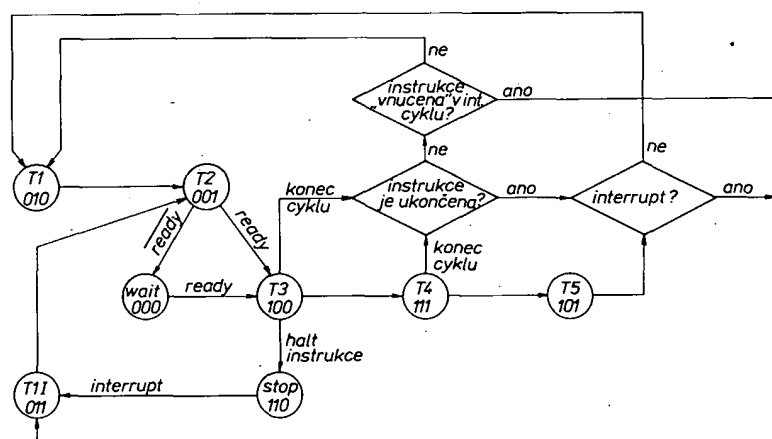 ne
instrukce
„vnucena" v int.
cyklu?
ano
ne
ne
T1
010
T2
001
konec
cyklu
instrukce
je ukončena?
ano
interrupt?
ano
ready
ready
konec
cyklu
wait
000
ready
T3
100
T4
111
T5
101
halt
instrukce
T1I
011
interrupt
stop
110